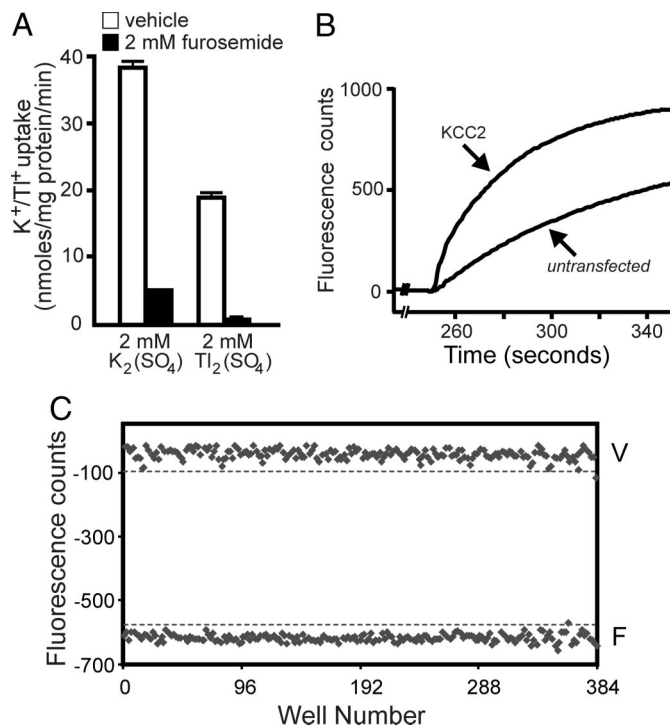 A
vehicle
2 mM furosemide
K⁺/Tl⁺ uptake
(nmoles/mg protein/min)
40
30
20
10
0
2 mM
K₂(SO₄)
2 mM
Tl₂(SO₄)
B
Fluorescence counts
1000
500
0
KCC2
untransfected
260
300
340
Time (seconds)
C
Fluorescence counts
-100
-300
-500
-700
V
F
0
96
192
288
384
Well Number